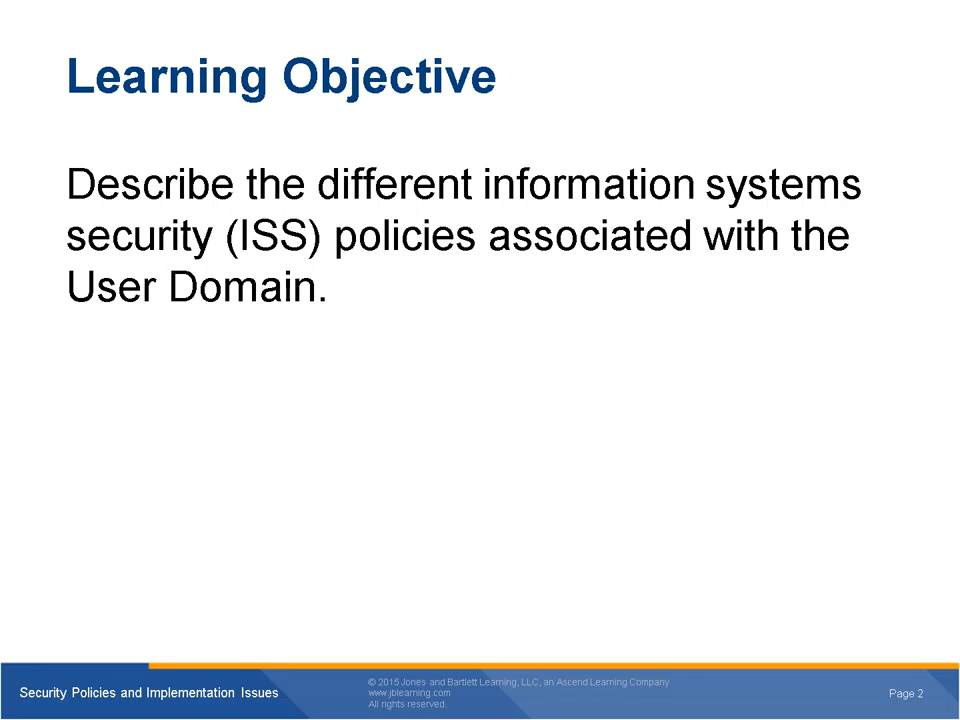 Learning Objective
Describe the different information systems
security (ISS) policies associated with the
User Domain.
Security Policies and Implementation Issues
© 2015 Jones and Bartlett Learning, LLC, an Ascend Learning Company
www.jblearning.com
All rights reserved.
Page 2